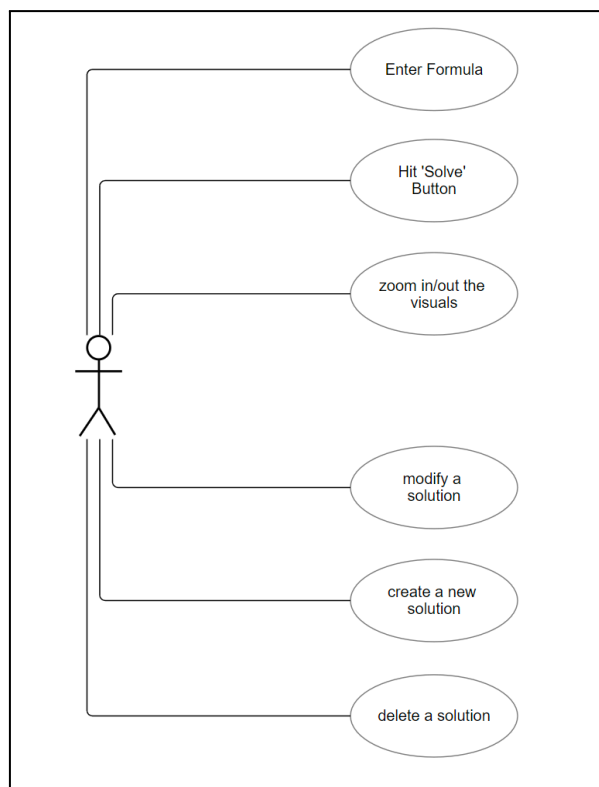 Enter Formula
Hit 'Solve'
Button
zoom in/out the
visuals
modify a
solution
create a new
solution
delete a solution